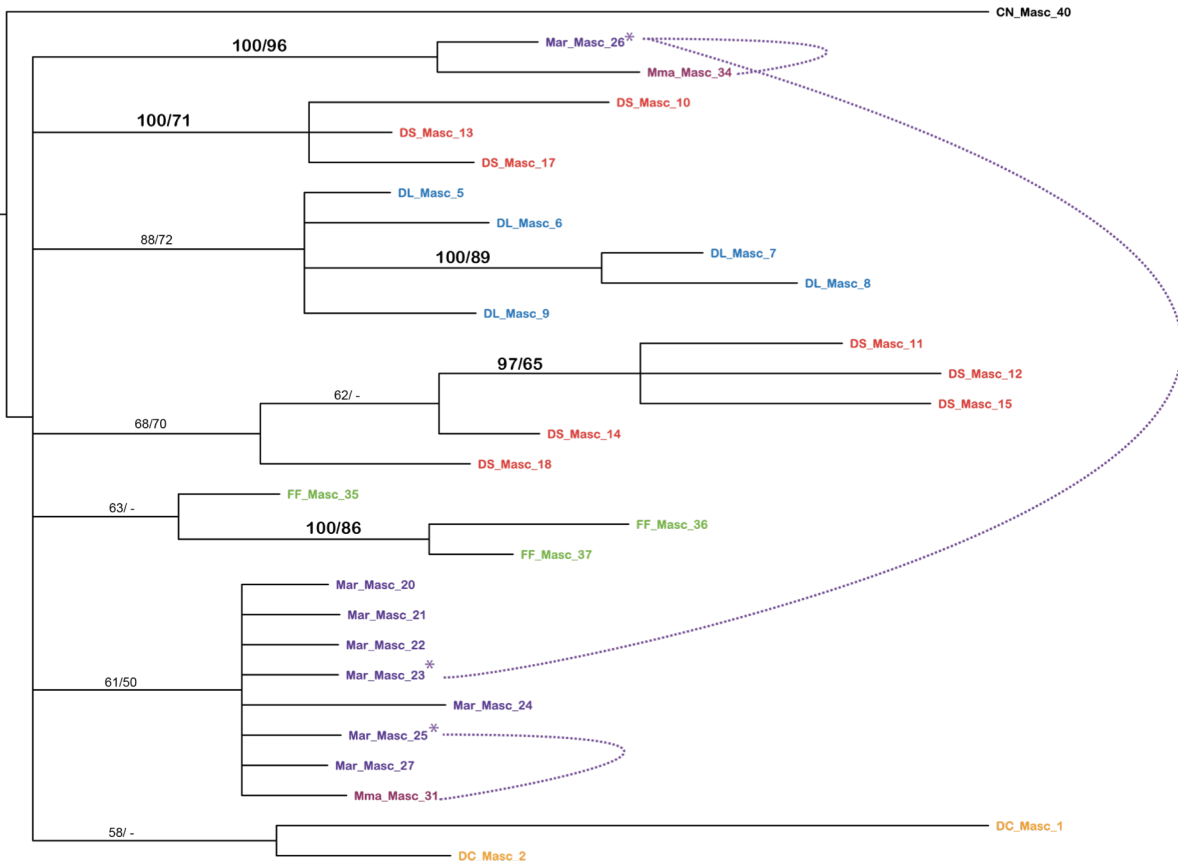 CN_Masc_40
Mar_Masc_26*
100/96
Mma_Masc_34
DS_Masc_10
100/71
DS_Masc_13
DS_Masc_17
DL_Masc_5
DL_Masc_6
88/72
DL_Masc_7
100/89
DL_Masc_8
DL_Masc_9
DS_Masc_11
97/65
DS_Masc_12
62/ -
DS_Masc_15
68/70
DS_Masc_14
DS_Masc_18
FF_Masc_35
63/ -
FF_Masc_36
100/86
FF_Masc_37
Mar_Masc_20
Mar_Masc_21
Mar_Masc_22
Mar_Masc_23*
61/50
Mar_Masc_24
Mar_Masc_25*
Mar_Masc_27
Mma_Masc_31
DC_Masc_1
58/ -
DC_Masc_2